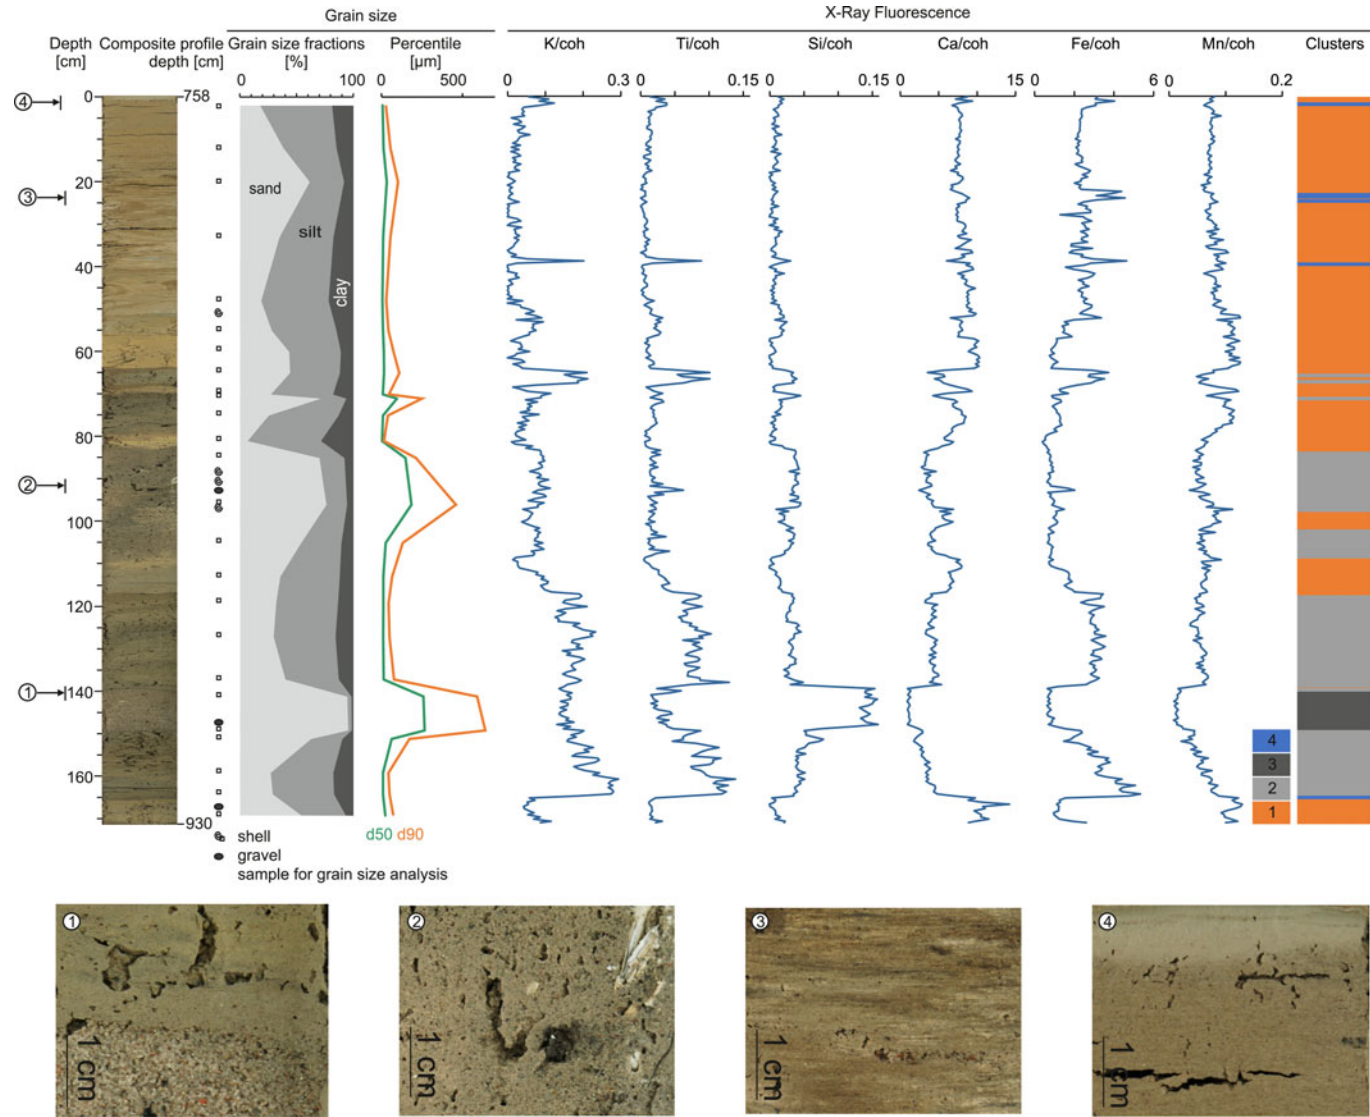 Grain size
X-Ray Fluorescence
Depth [cm]
Composite profile depth [cm]
Grain size fractions [%]
Percentile [µm]
K/coh
Ti/coh
Si/coh
Ca/coh
Fe/coh
Mn/coh
Clusters
0 100
0 500
0 0.3
0 0.15
0 0.15
0 15
0 6
0 0.2
0
20
40
60
80
100
120
140
160
758
930
4
3
2
1
sand
silt
clay
d50 d90
4
3
2
1
shell
gravel
sample for grain size analysis
1
1 cm
2
1 cm
3
1 cm
4
1 cm